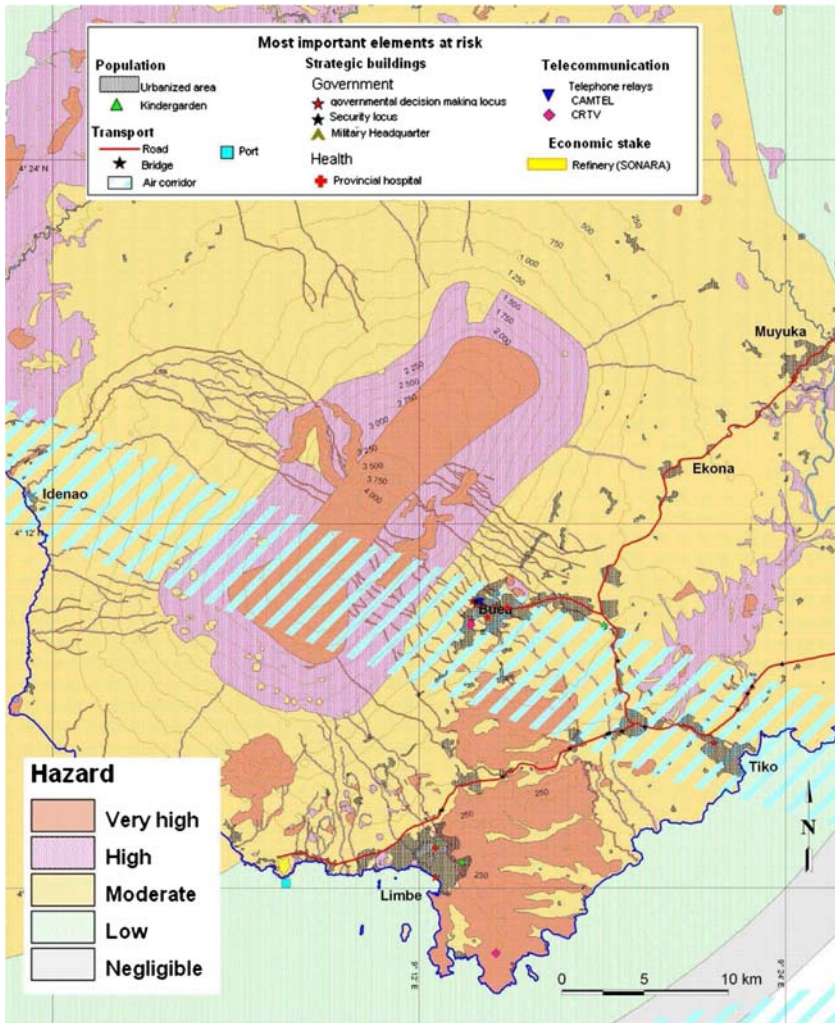 Most important elements at risk
Population
Urbanized area
Kindergarden
Transport
Road
Bridge
Air corridor
Port
Strategic buildings
Government
governmental decision making locus
Security locus
Military Headquarter
Health
Provincial hospital
Telecommunication
Telephone relays
CAMTEL
CRTV
Economic stake
Refinery (SONARA)
4° 24' N
250
500
750
1 000
1 250
1 500
1 750
2 000
2 250
2 500
2 750
3 000
3 250
3 500
3 750
4 000
Muyuka
Ekona
Idenao
4° 12' N
Buea
Tiko
250
250
250
250
Limbe
Hazard
Very high
High
Moderate
Low
Negligible
N
0 5 10 km
9° 12' E
9° 24' E